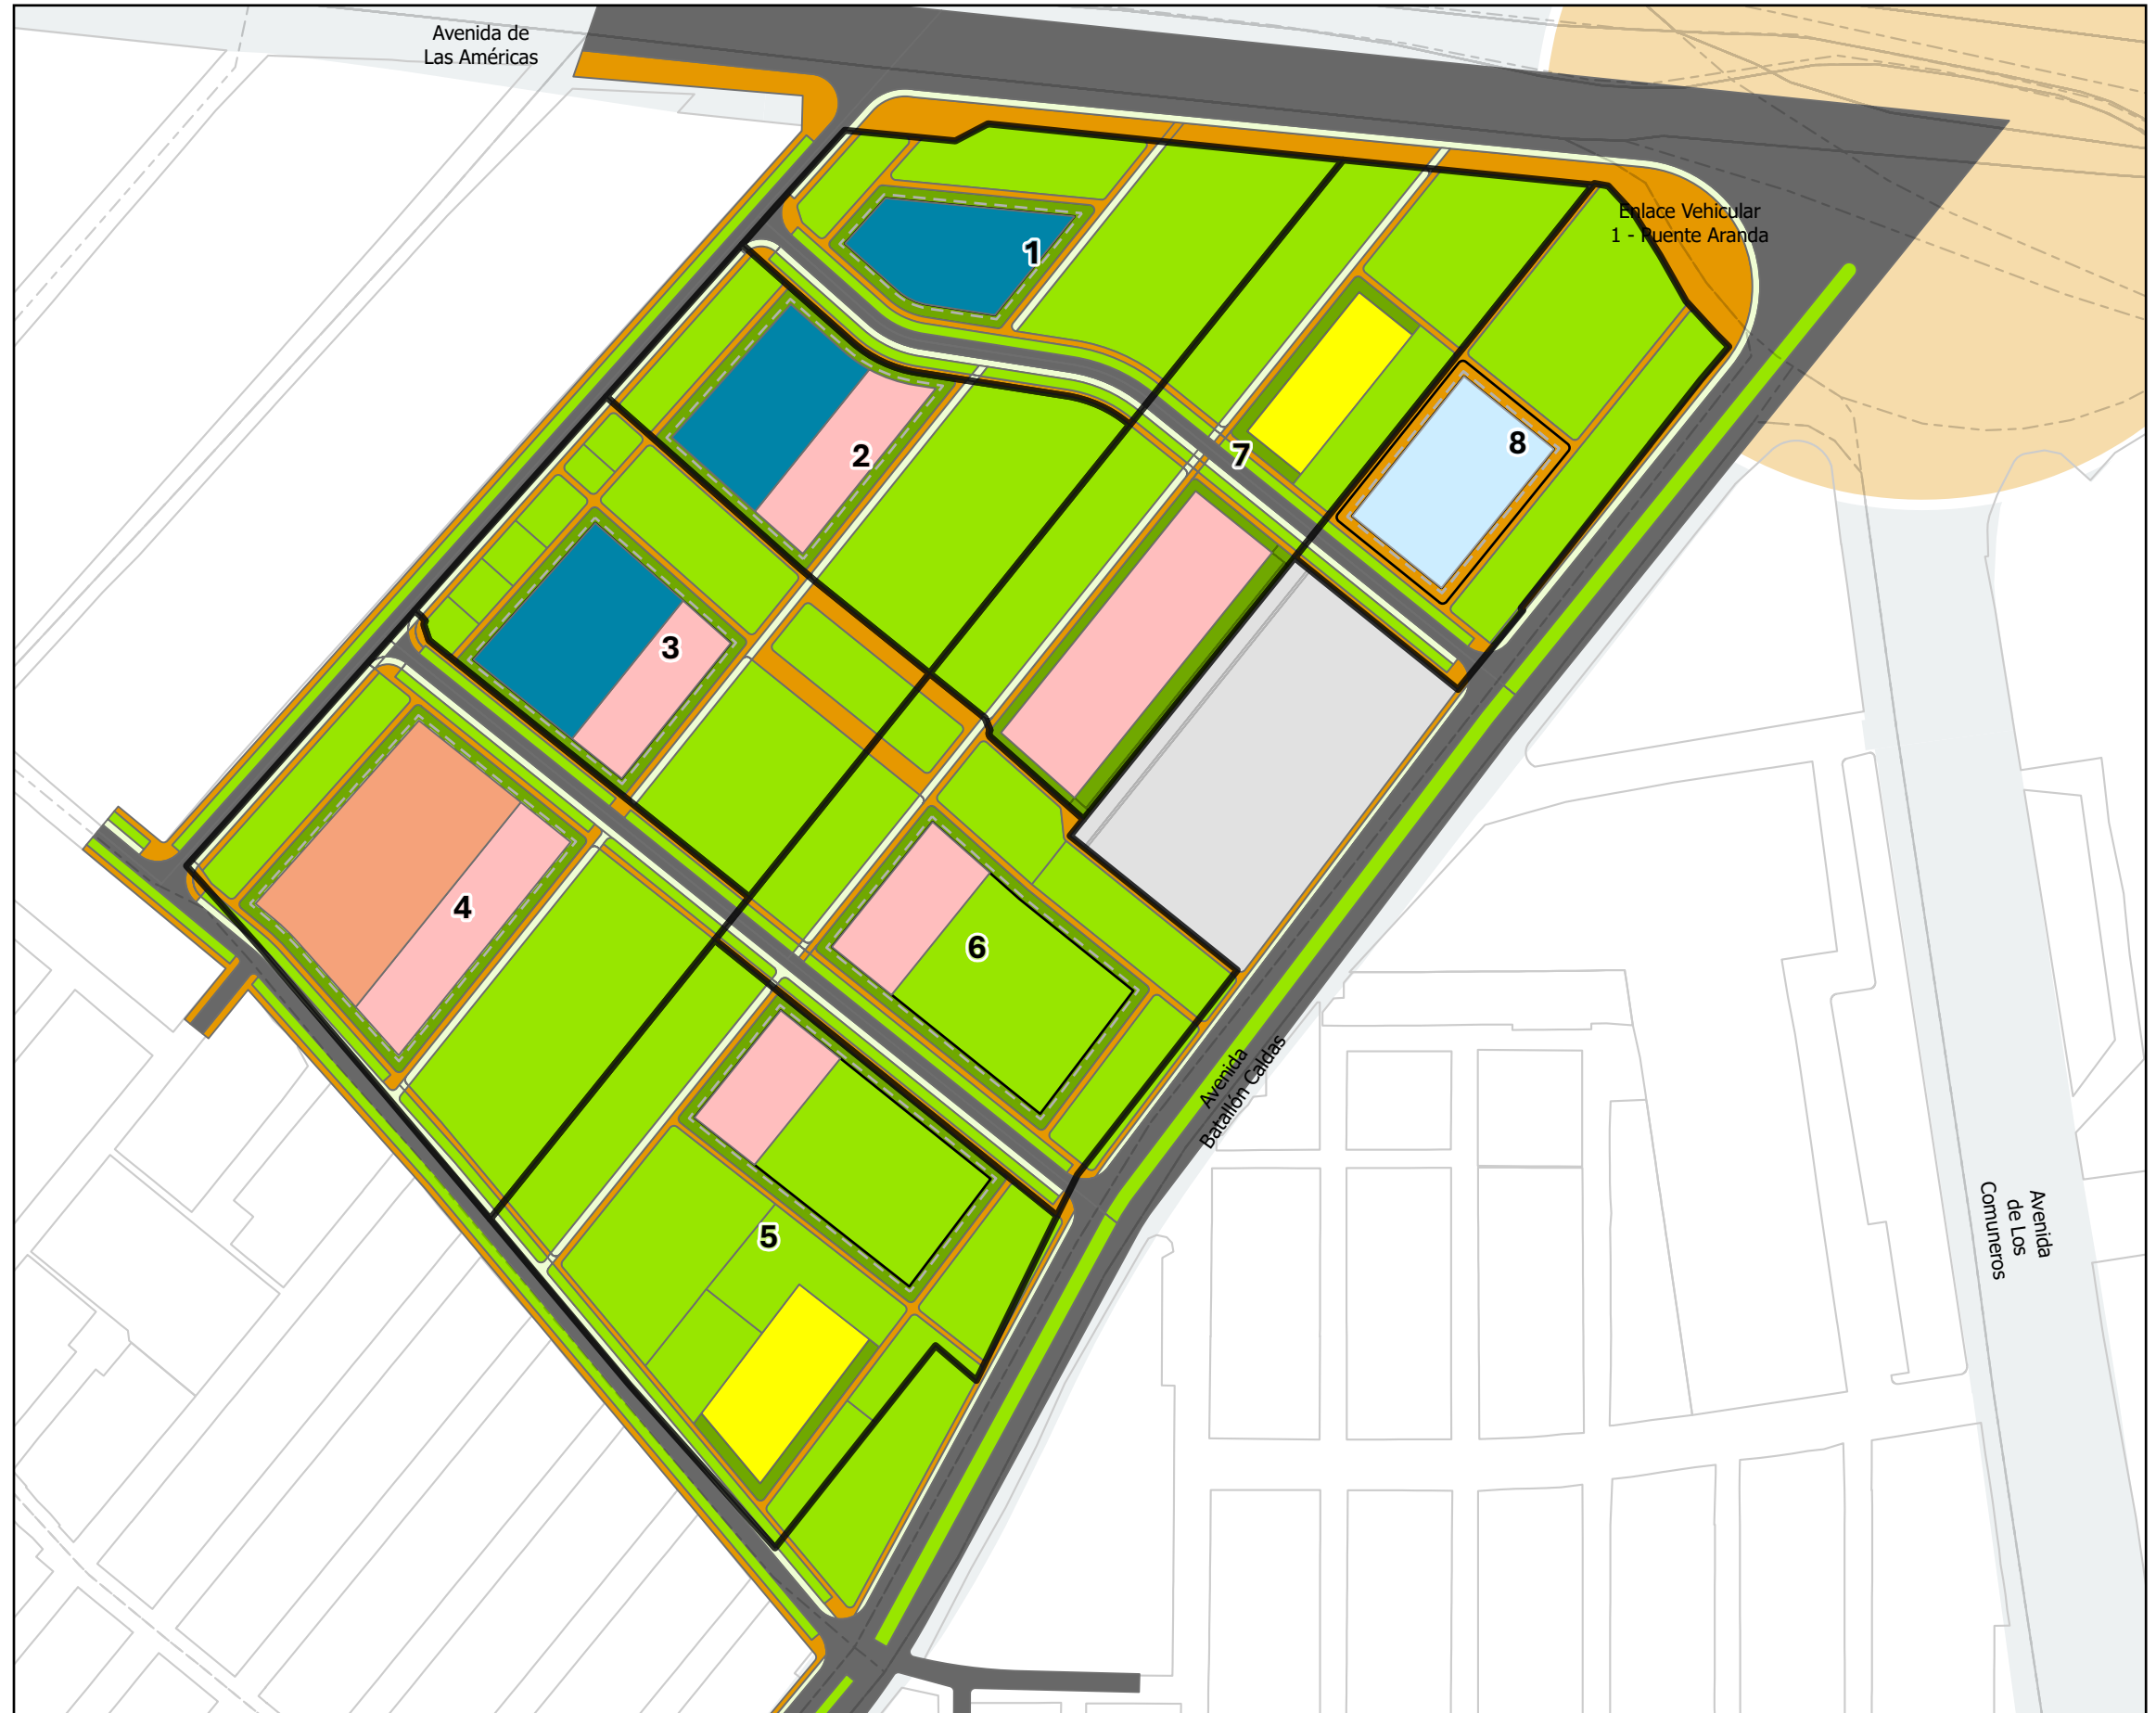 Avenida de
Las Américas
Enlace Vehicular
1 - Puente Aranda
1
2
7
8
3
4
6
5
Avenida
Batallón Caldas
Avenida
de Los
Comuneros